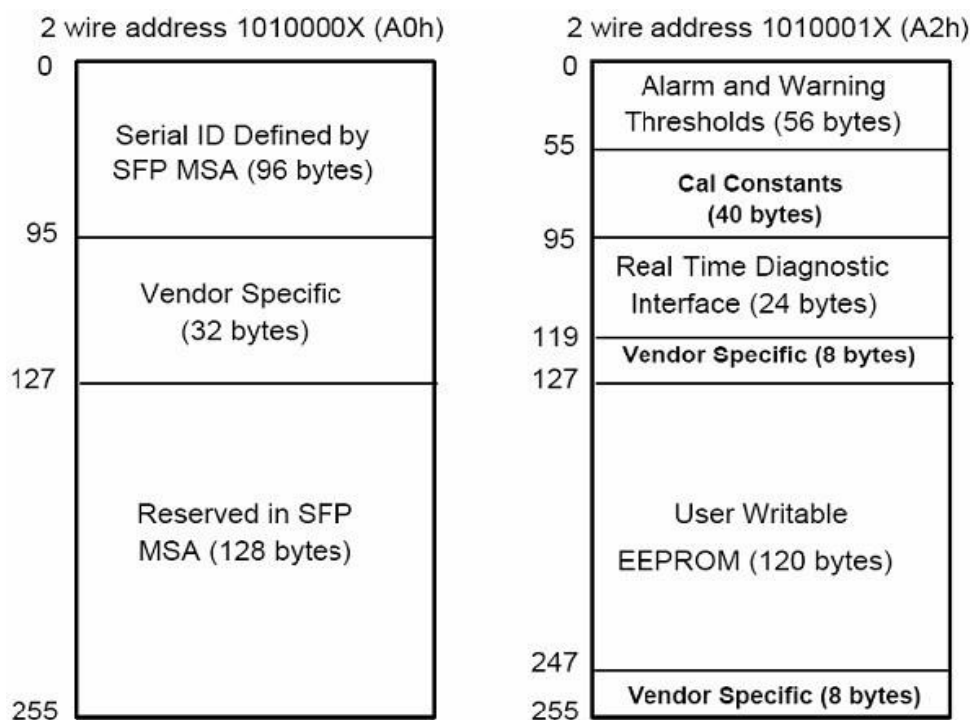 2 wire address 1010000X (A0h)
0
Serial ID Defined by
SFP MSA (96 bytes)
95
Vendor Specific
(32 bytes)
127
Reserved in SFP
MSA (128 bytes)
255
2 wire address 1010001X (A2h)
0
Alarm and Warning
Thresholds (56 bytes)
55
Cal Constants
(40 bytes)
95
Real Time Diagnostic
Interface (24 bytes)
119
Vendor Specific (8 bytes)
127
User Writable
EEPROM (120 bytes)
247
Vendor Specific (8 bytes)
255